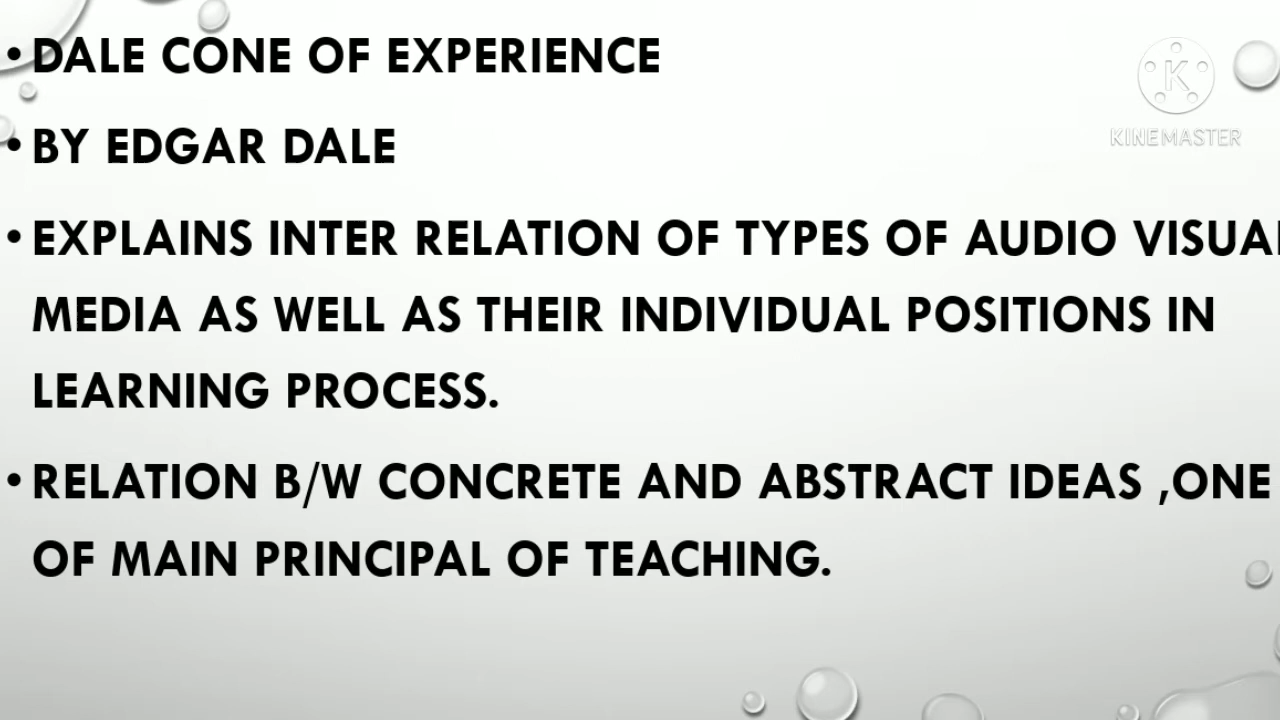 • DALE CONE OF EXPERIENCE
• BY EDGAR DALE
• EXPLAINS INTER RELATION OF TYPES OF AUDIO VISUAL
MEDIA AS WELL AS THEIR INDIVIDUAL POSITIONS IN
LEARNING PROCESS.
• RELATION B/W CONCRETE AND ABSTRACT IDEAS ,ONE
OF MAIN PRINCIPAL OF TEACHING.
K
KINEMASTER